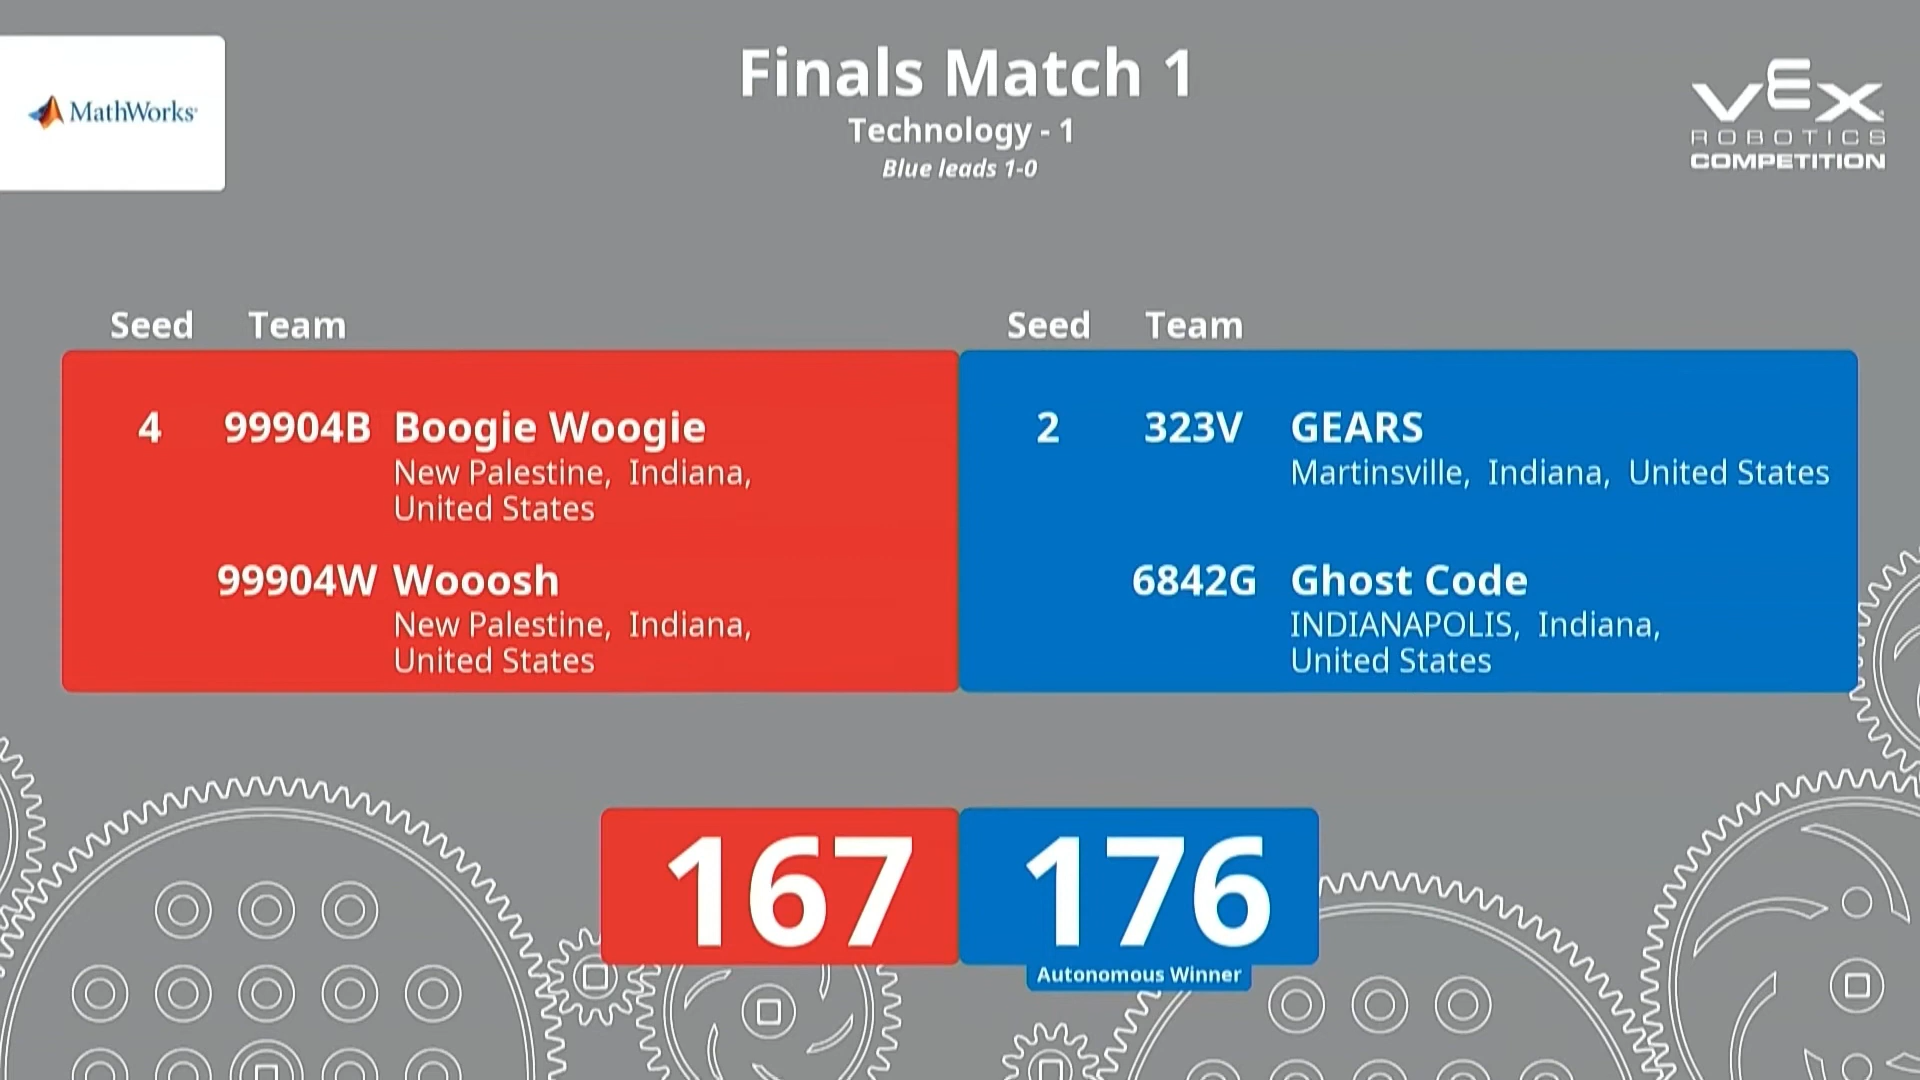 MathWorks
Finals Match 1
Technology - 1
Blue leads 1-0
VEX
ROBOTICS
COMPETITION
Seed Team
4 99904B Boogie Woogie
New Palestine, Indiana,
United States
99904W Wooosh
New Palestine, Indiana,
United States
Seed Team
2 323V GEARS
Martinsville, Indiana, United States
6842G Ghost Code
INDIANAPOLIS, Indiana,
United States
167
176
Autonomous Winner